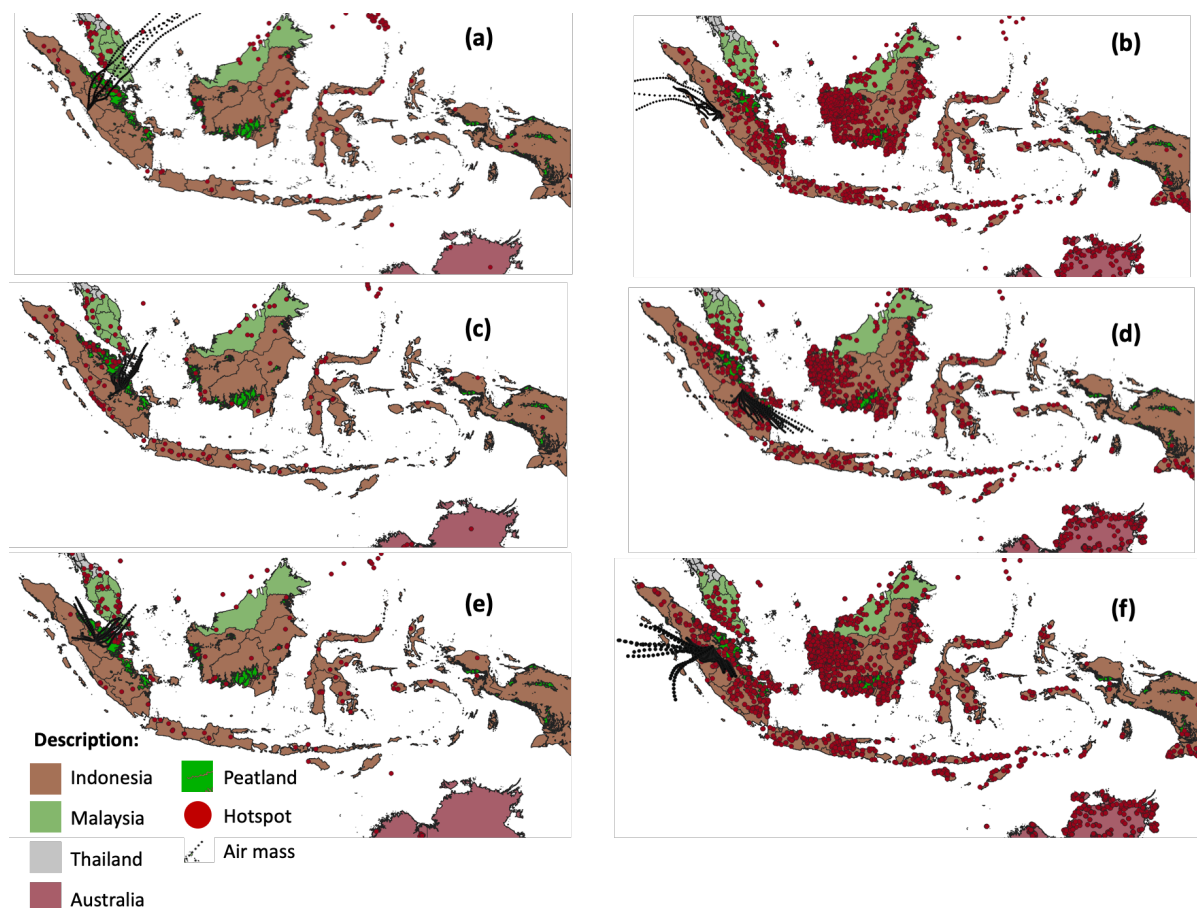 (a)
(b)
(c)
(d)
(e)
(f)
Description:
Indonesia
Peatland
Malaysia
Hotspot
Thailand
Air mass
Australia